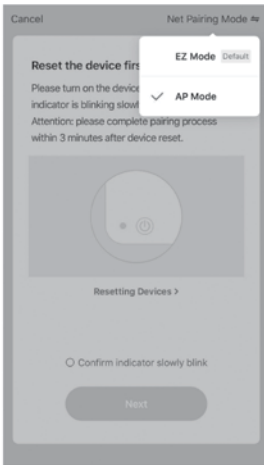 Cancel
Net Pairing Mode ⇋
EZ Mode Default
AP Mode
Reset the device firs
Please turn on the device
indicator is blinking slowl
Attention: please complete pairing process
within 3 minutes after device reset.
Resetting Devices >
Confirm indicator slowly blink
Next